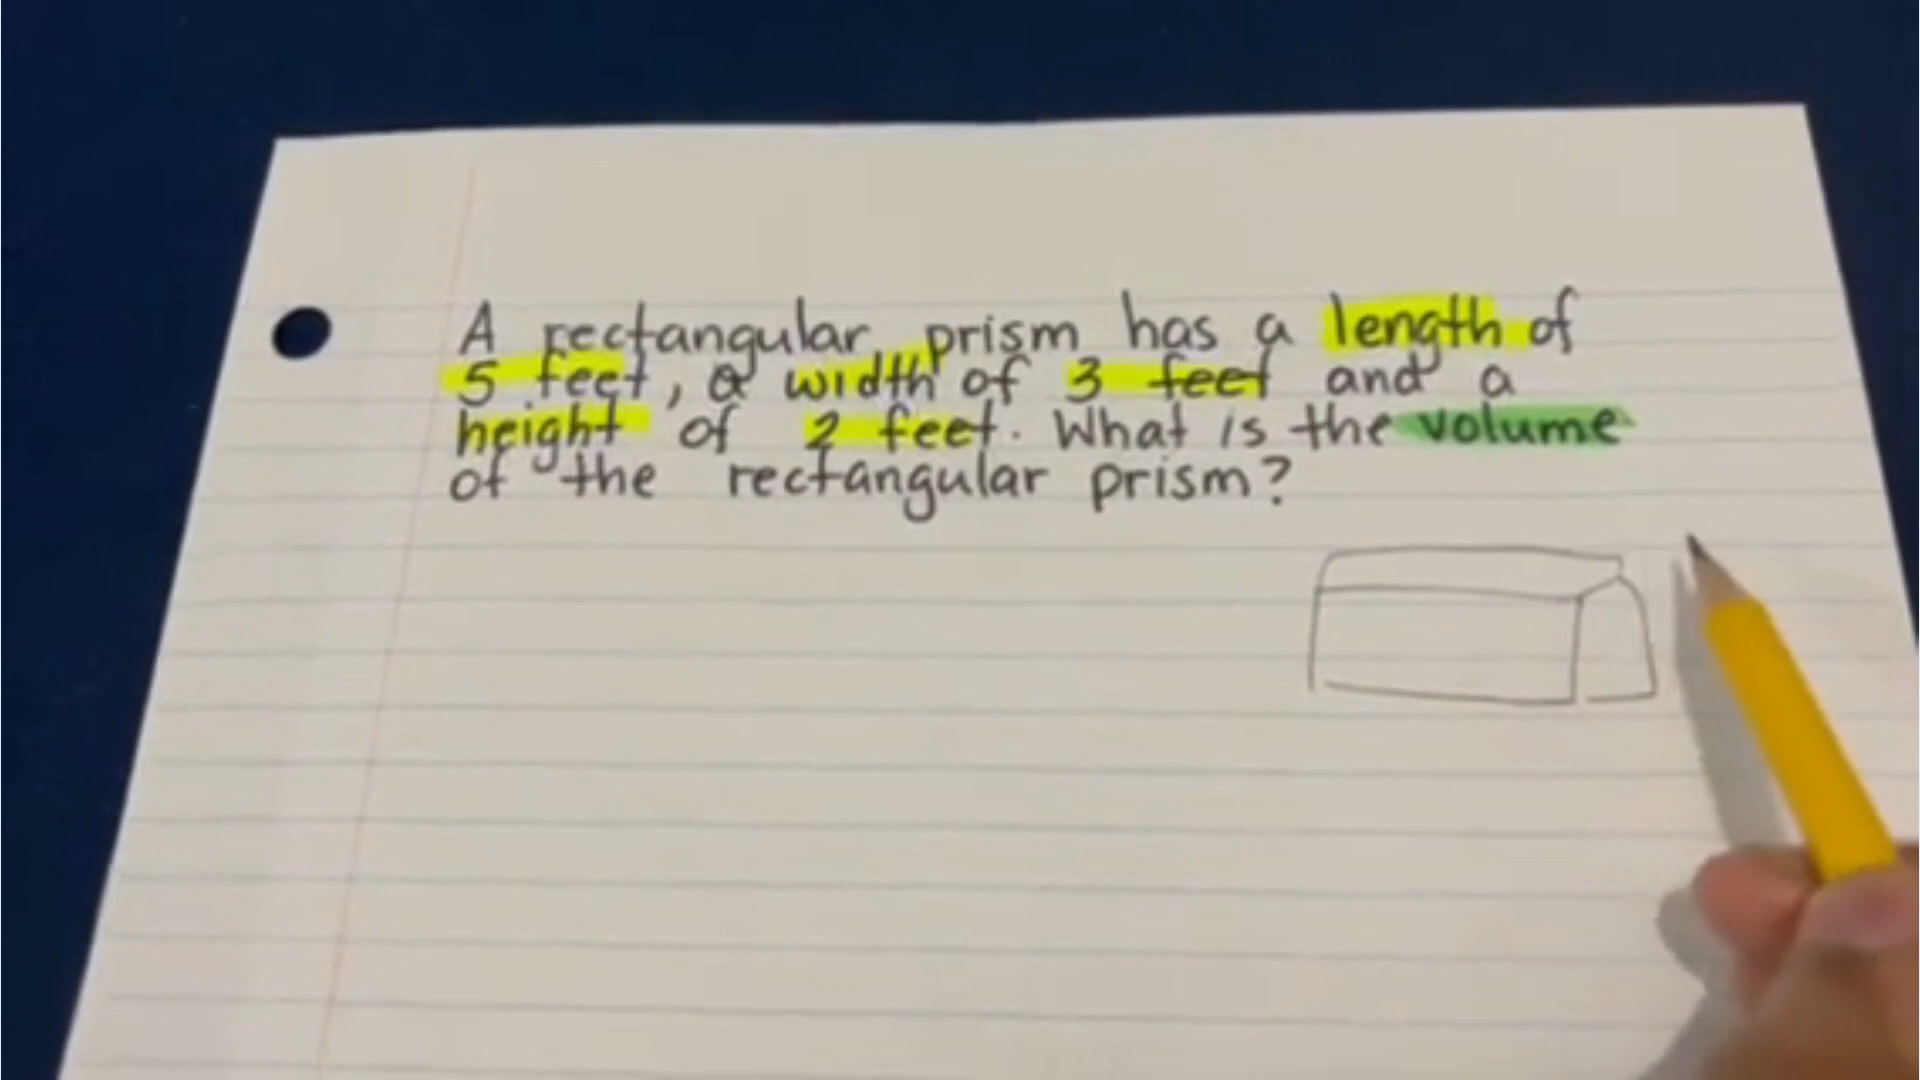 A rectangular prism has a length of
5 feet, a width of 3 feet and a
height of 2 feet. What is the volume
of the rectangular prism?